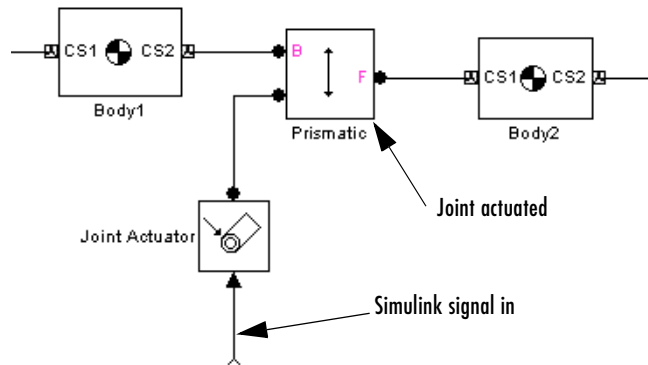 CS1 CS2
B
F
CS1 CS2
Body1
Prismatic
Body2
Joint actuated
Joint Actuator
Simulink signal in